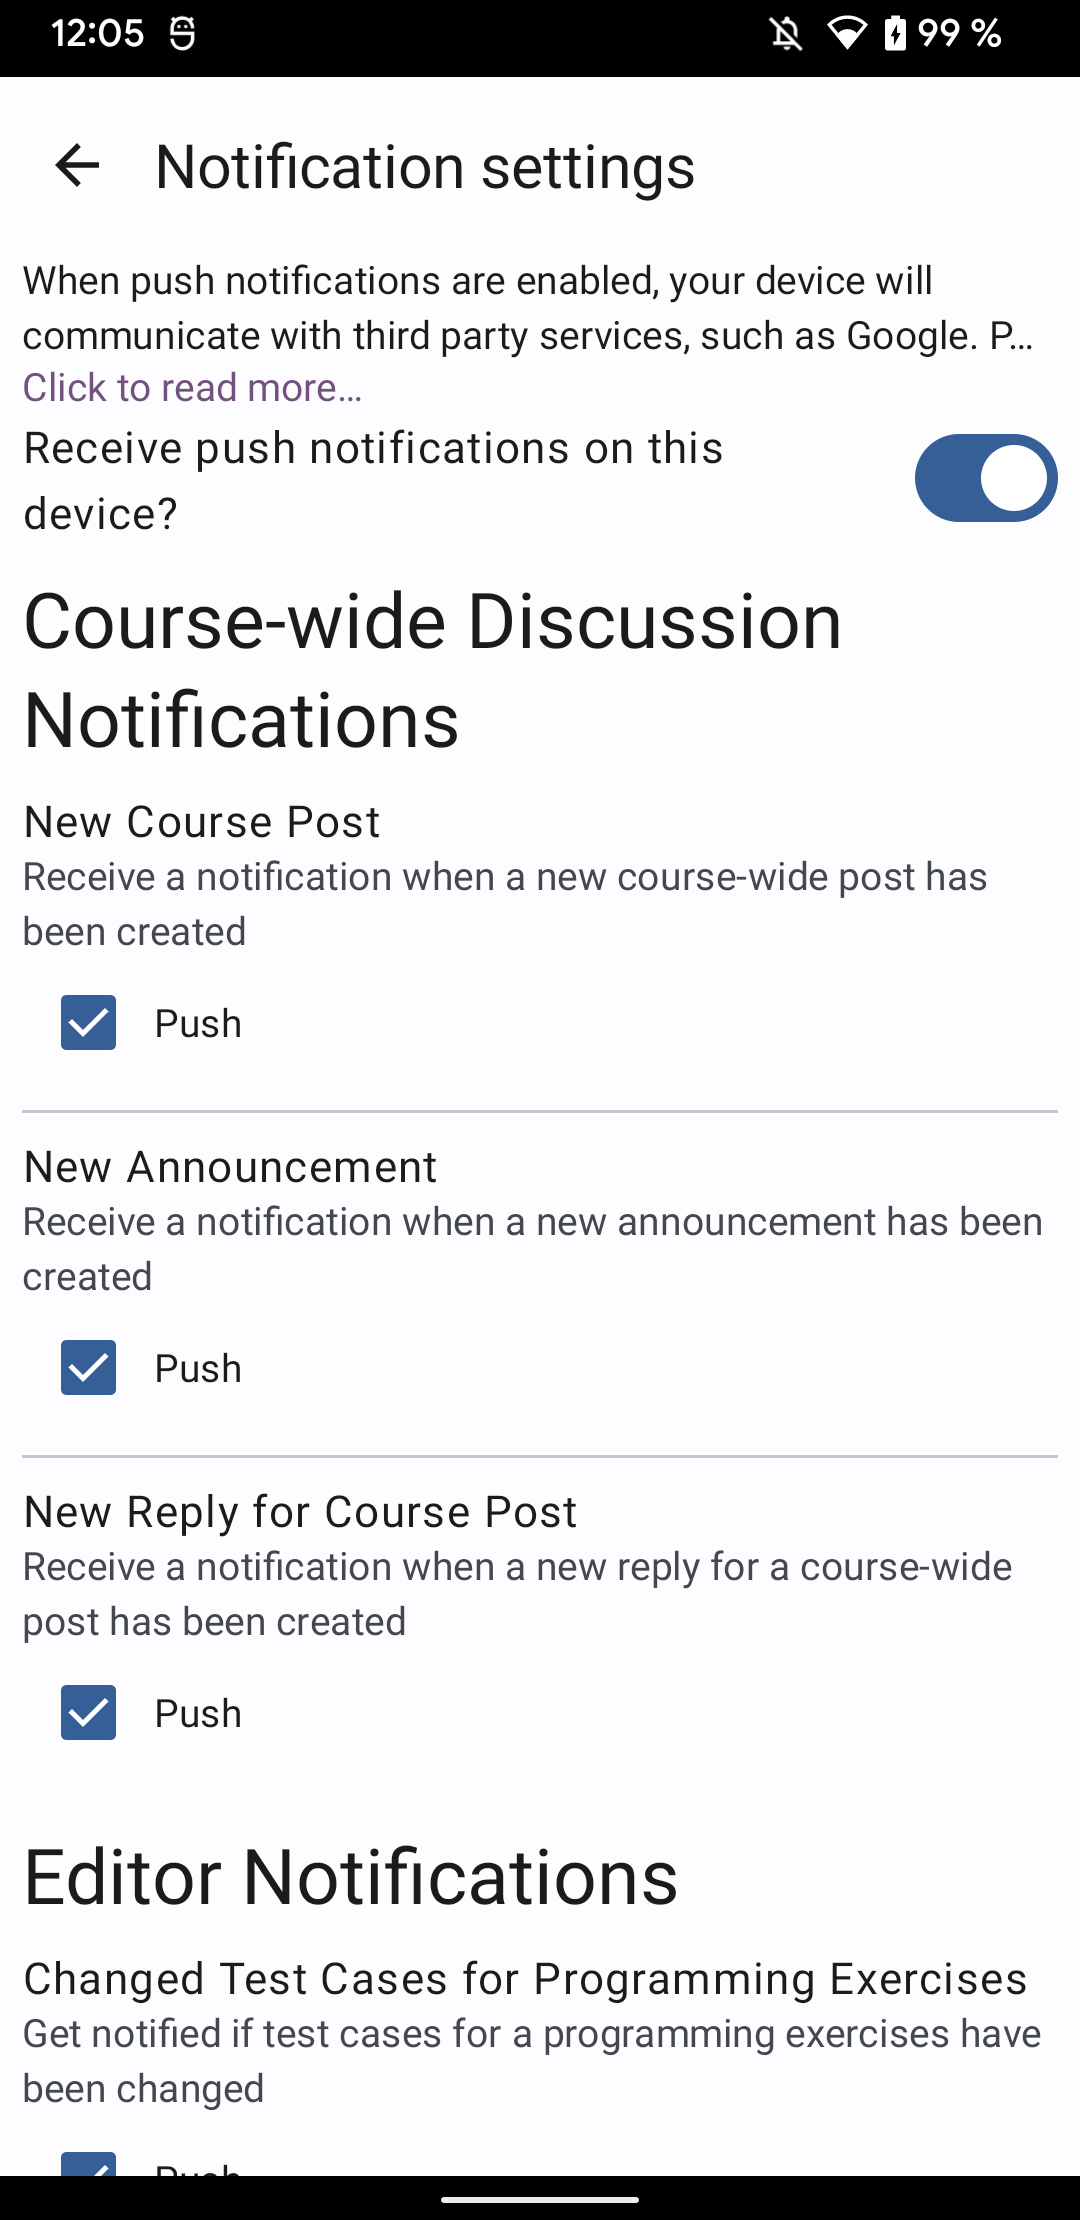 12:05 99 %
Notification settings
When push notifications are enabled, your device will
communicate with third party services, such as Google. P...
Click to read more...
Receive push notifications on this
device?
Course-wide Discussion
Notifications
New Course Post
Receive a notification when a new course-wide post has
been created
Push
New Announcement
Receive a notification when a new announcement has been
created
Push
New Reply for Course Post
Receive a notification when a new reply for a course-wide
post has been created
Push
Editor Notifications
Changed Test Cases for Programming Exercises
Get notified if test cases for a programming exercises have
been changed
Push